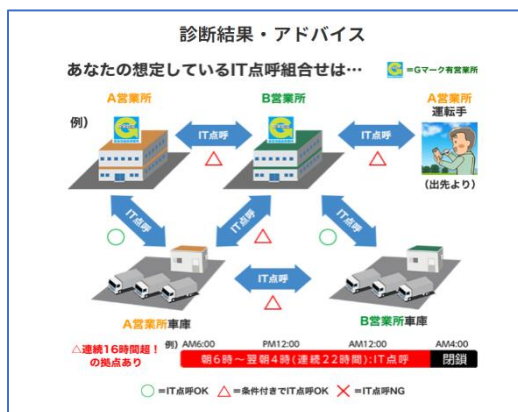 診断結果・アドバイス
あなたの想定しているIT点呼組合せは…
=Gマーク有営業所
A営業所
B営業所
A営業所
運転手
例)
IT点呼
△
IT点呼
△
(出先より)
IT点呼
○
IT点呼
△
IT点呼
○
IT点呼
△
A営業所車庫
B営業所車庫
△連続16時間超!
の拠点あり
例) AM6:00 PM12:00 AM12:00 AM4:00
朝6時~翌朝4時(連続22時間):IT点呼 閉鎖
○=IT点呼OK △=条件付きでIT点呼OK ×=IT点呼NG